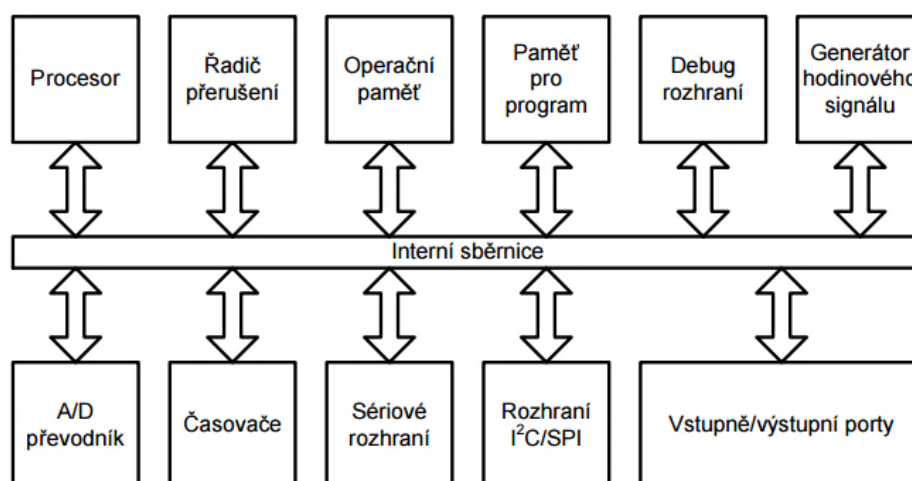 Procesor
Řadič
přerušení
Operační
paměť
Paměť
pro
program
Debug
rozhraní
Generátor
hodinového
signálu
Interní sběrnice
A/D
převodník
Časovače
Sériové
rozhraní
Rozhraní
I²C/SPI
Vstupně/výstupní porty